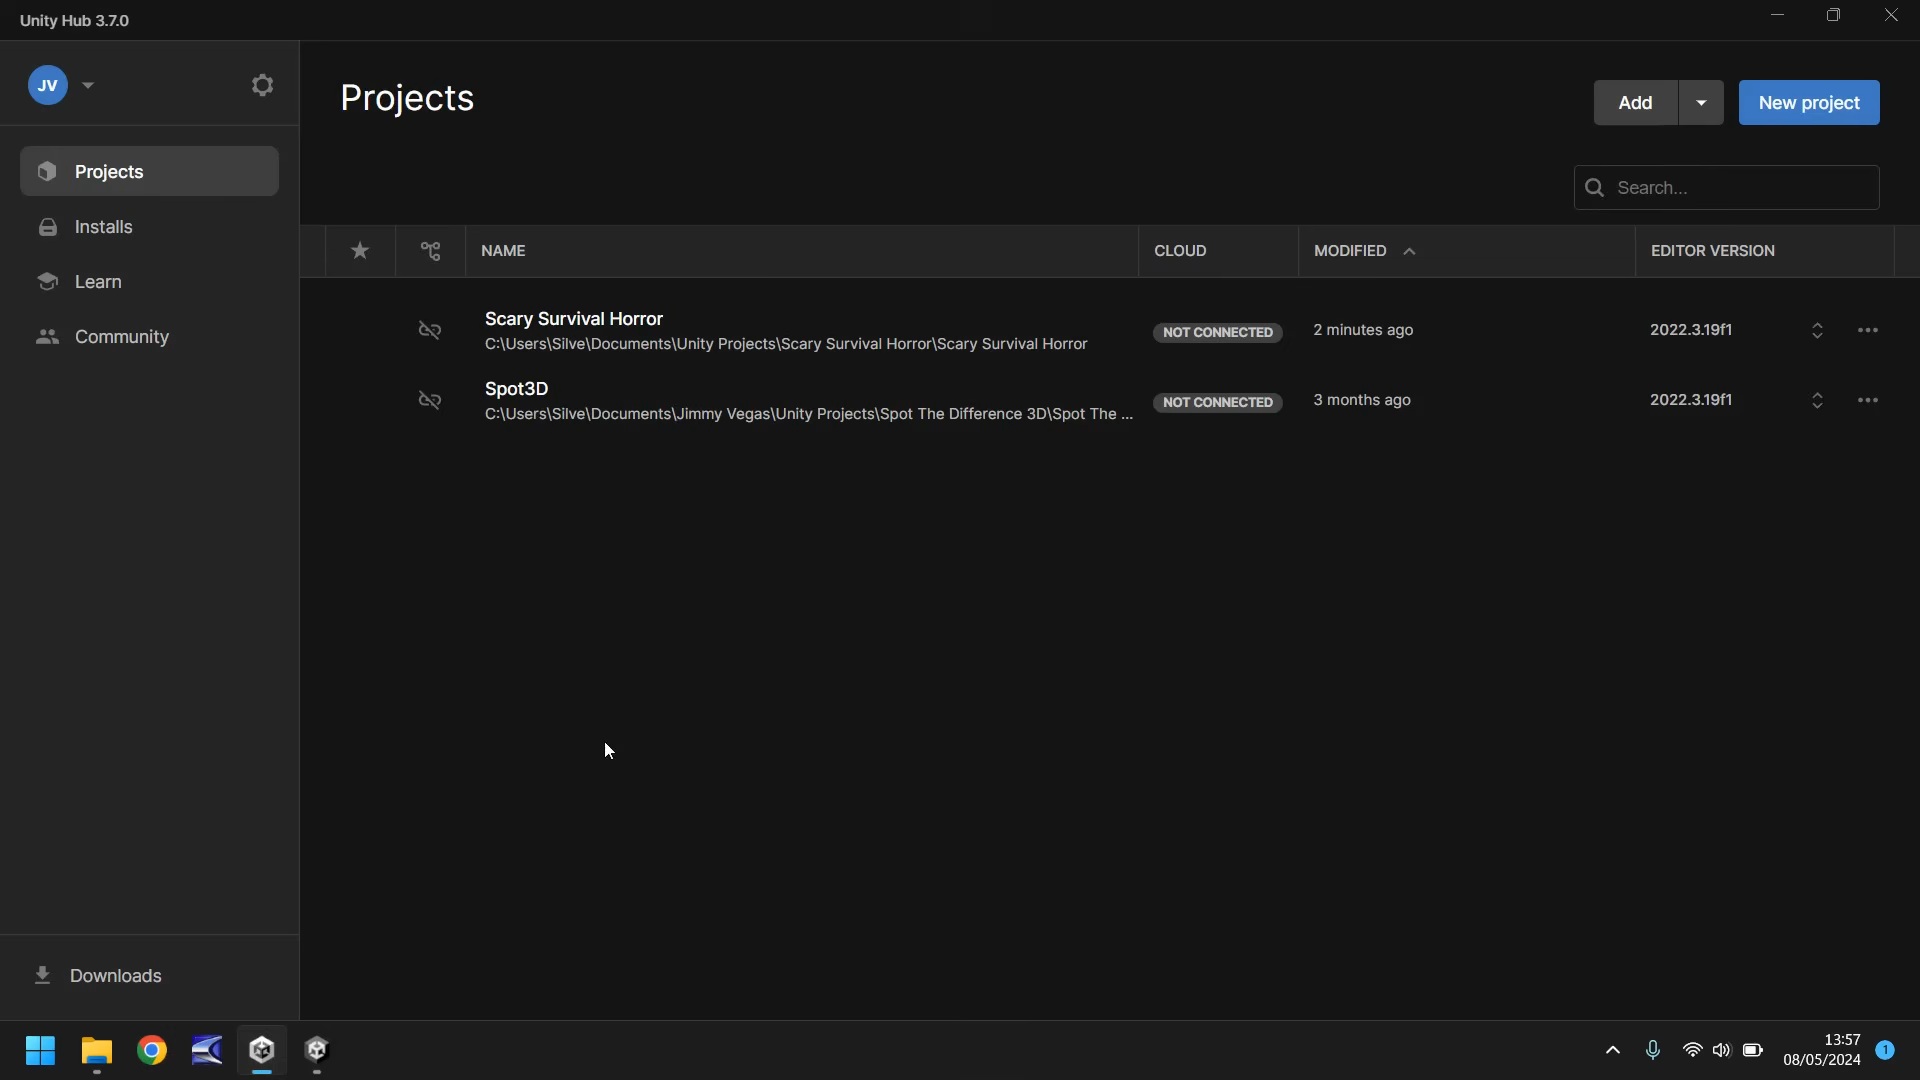 Unity Hub 3.7.0
JV
Projects
Installs
Learn
Community
Downloads
Projects
Add
New project
Search...
NAME CLOUD MODIFIED EDITOR VERSION
Scary Survival Horror
C:\Users\Silve\Documents\Unity Projects\Scary Survival Horror\Scary Survival Horror
NOT CONNECTED 2 minutes ago 2022.3.19f1
Spot3D
C:\Users\Silve\Documents\Jimmy Vegas\Unity Projects\Spot The Difference 3D\Spot The ...
NOT CONNECTED 3 months ago 2022.3.19f1
13:57
08/05/2024
1